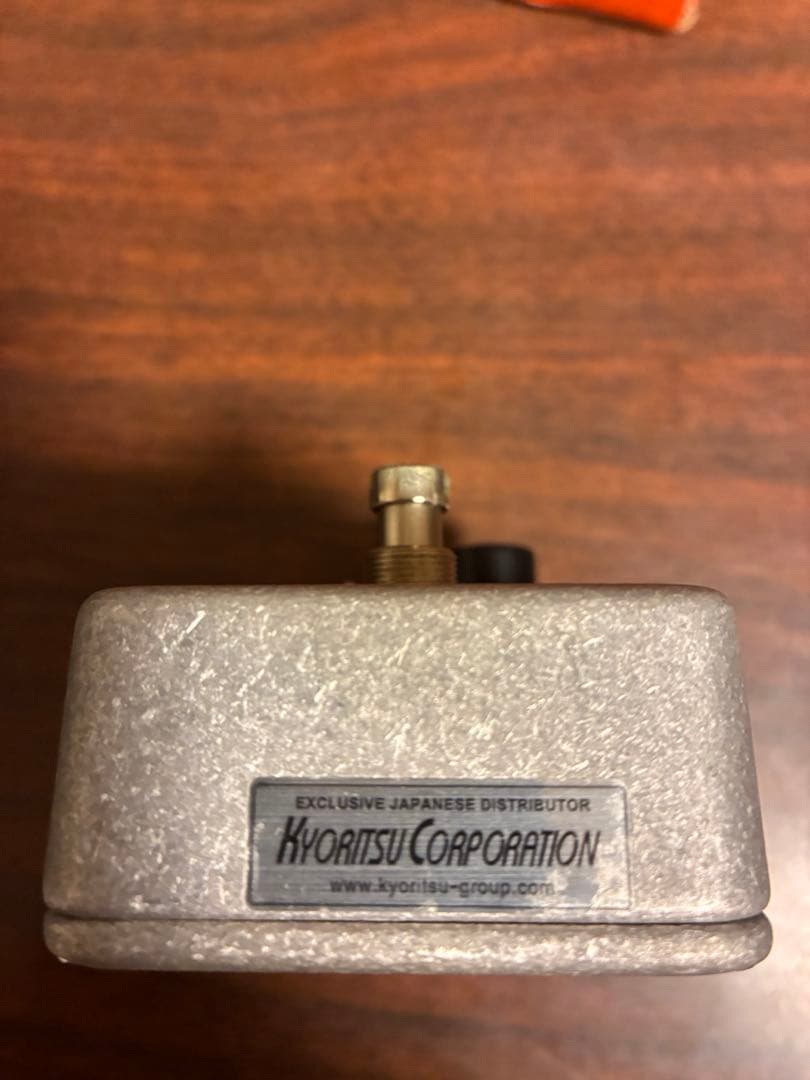 EXCLUSIVE JAPANESE DISTRIBUTOR
KYORITSU CORPORATION
www.kyoritsu-group.com